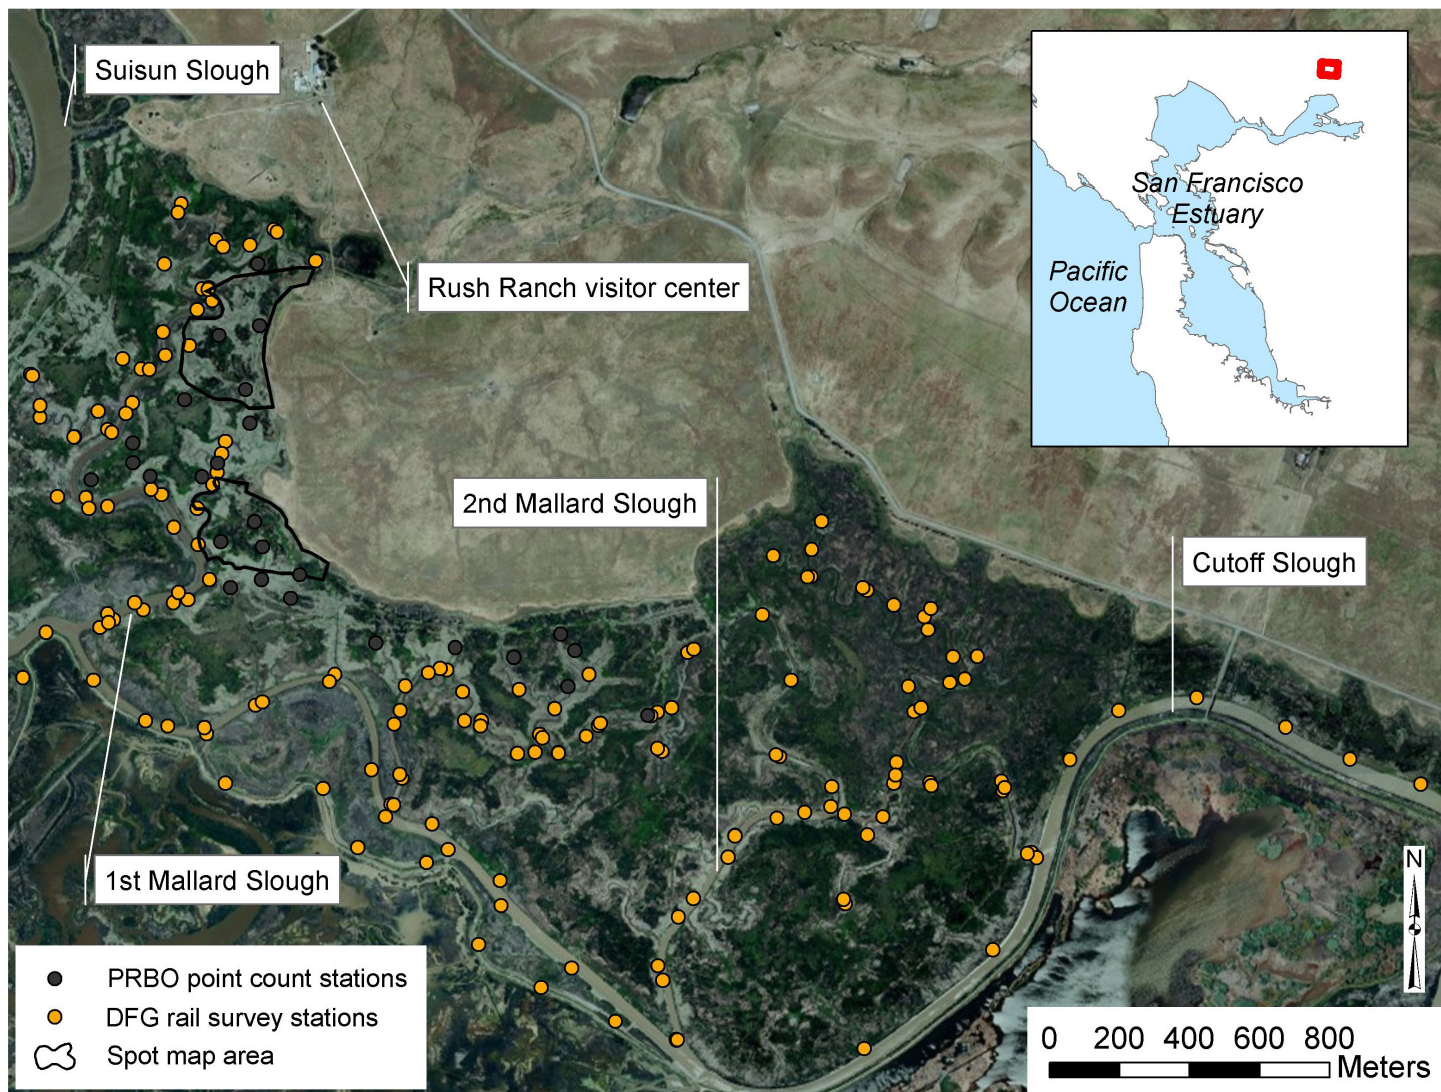 Suisun Slough
Rush Ranch visitor center
San Francisco
Estuary
Pacific
Ocean
2nd Mallard Slough
Cutoff Slough
1st Mallard Slough
PRBO point count stations
DFG rail survey stations
Spot map area
N
0 200 400 600 800
Meters